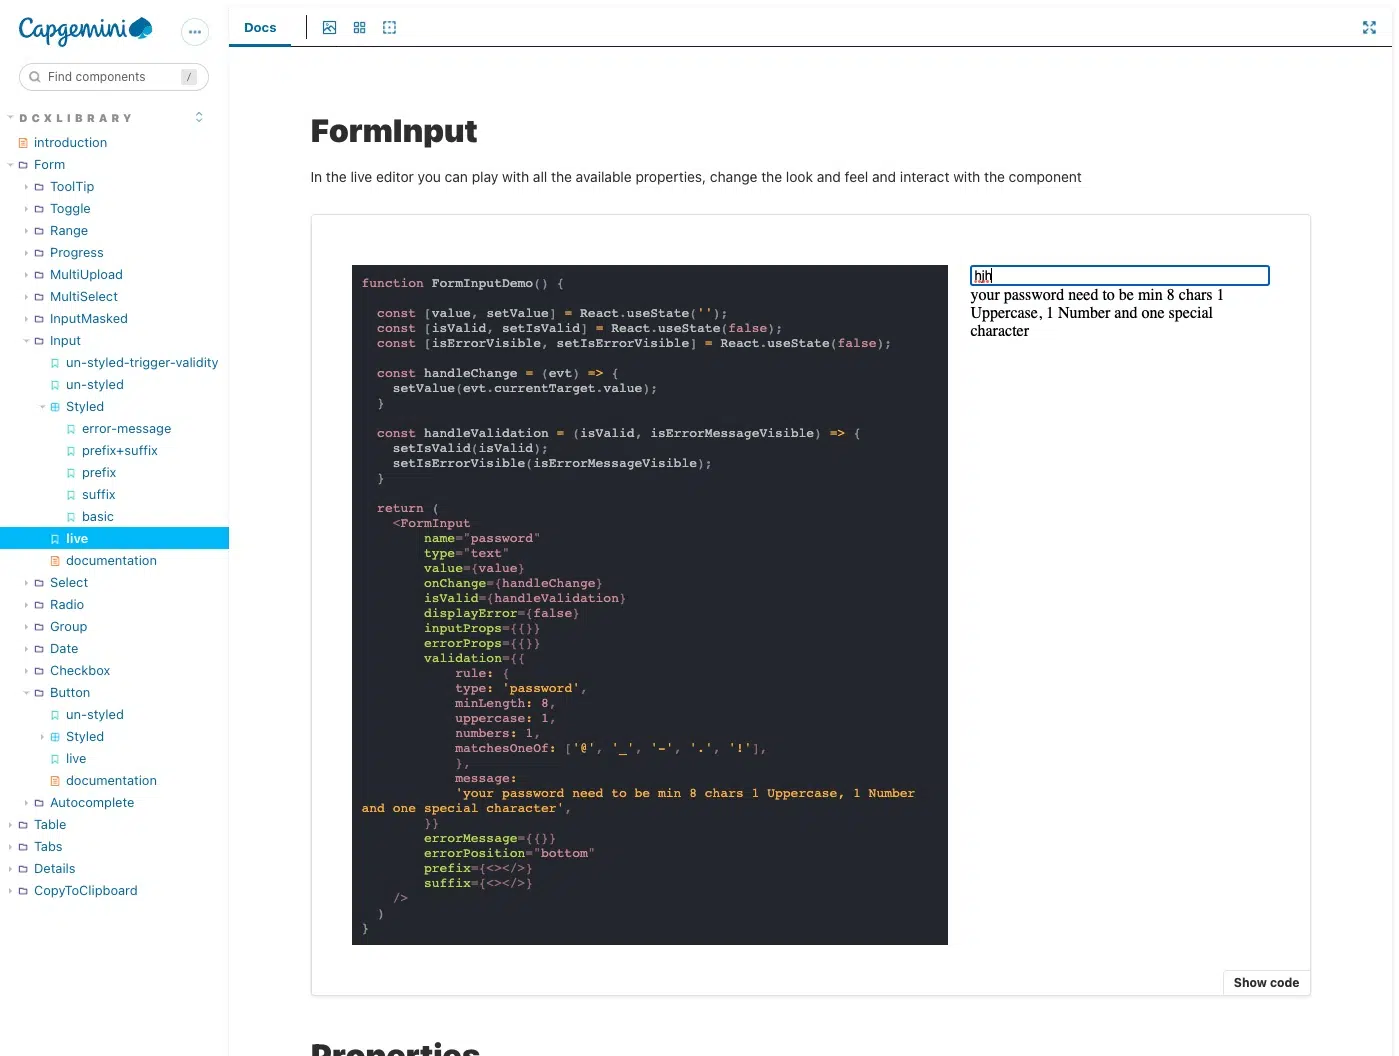 Capgemini
Docs
Find components
/
DCXLIBRARY
introduction
Form
ToolTip
Toggle
Range
Progress
MultiUpload
MultiSelect
InputMasked
Input
un-styled-trigger-validity
un-styled
Styled
error-message
prefix+suffix
prefix
suffix
basic
live
documentation
Select
Radio
Group
Date
Checkbox
Button
un-styled
Styled
live
documentation
Autocomplete
Table
Tabs
Details
CopyToClipboard
FormInput
In the live editor you can play with all the available properties, change the look and feel and interact with the component
function FormInputDemo() {
const [value, setValue] = React.useState('');
const [isValid, setIsValid] = React.useState(false);
const [isErrorVisible, setIsErrorVisible] = React.useState(false);
const handleChange = (evt) => {
setValue(evt.currentTarget.value);
}
const handleValidation = (isValid, isErrorMessageVisible) => {
setIsValid(isValid);
setIsErrorVisible(isErrorMessageVisible);
}
return (
<FormInput
name="password"
type="text"
value={value}
onChange={handleChange}
isValid={handleValidation}
displayError={false}
inputProps={{}}
errorProps={{}}
validation={{
rule: {
type: 'password',
minLength: 8,
uppercase: 1,
numbers: 1,
matchesOneOf: ['@', '_', '-', '.', '!'],
},
message:
'your password need to be min 8 chars 1 Uppercase, 1 Number
and one special character',
}}
errorMessage={{}}
errorPosition="bottom"
prefix={<></>}
suffix={<></>}
/>
)
}
hjh
your password need to be min 8 chars 1
Uppercase, 1 Number and one special
character
Show code
Properties